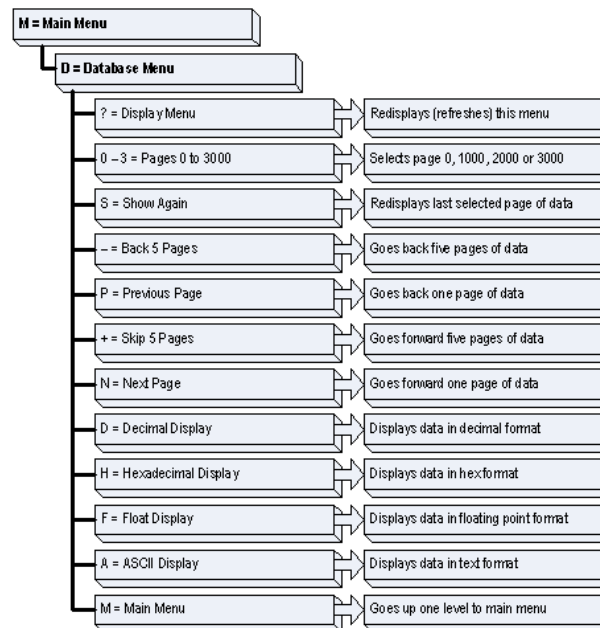 M = Main Menu
D = Database Menu
? = Display Menu
Redisplays (refreshes) this menu
0 – 3 = Pages 0 to 3000
Selects page 0, 1000, 2000 or 3000
S = Show Again
Redisplays last selected page of data
– = Back 5 Pages
Goes back five pages of data
P = Previous Page
Goes back one page of data
+ = Skip 5 Pages
Goes forward five pages of data
N = Next Page
Goes forward one page of data
D = Decimal Display
Displays data in decimal format
H = Hexadecimal Display
Displays data in hex format
F = Float Display
Displays data in floating point format
A = ASCII Display
Displays data in text format
M = Main Menu
Goes up one level to main menu